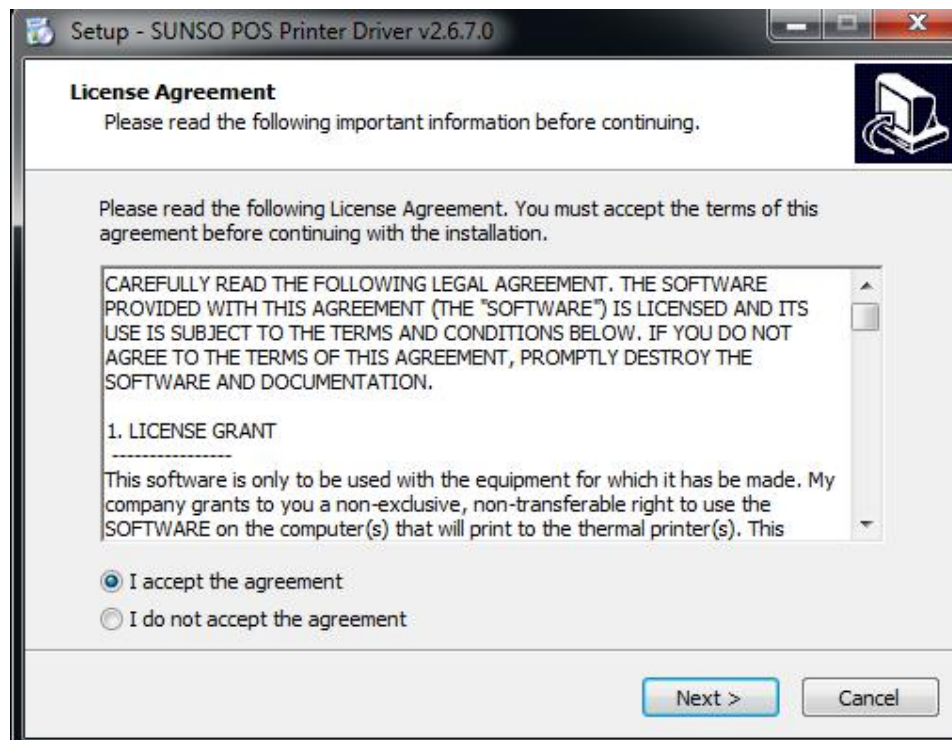 Setup - SUNSO POS Printer Driver v2.6.7.0
License Agreement
Please read the following important information before continuing.
Please read the following License Agreement. You must accept the terms of this
agreement before continuing with the installation.
CAREFULLY READ THE FOLLOWING LEGAL AGREEMENT. THE SOFTWARE
PROVIDED WITH THIS AGREEMENT (THE "SOFTWARE") IS LICENSED AND ITS
USE IS SUBJECT TO THE TERMS AND CONDITIONS BELOW. IF YOU DO NOT
AGREE TO THE TERMS OF THIS AGREEMENT, PROMPTLY DESTROY THE
SOFTWARE AND DOCUMENTATION.
1. LICENSE GRANT
----------------
This software is only to be used with the equipment for which it has be made. My
company grants to you a non-exclusive, non-transferable right to use the
SOFTWARE on the computer(s) that will print to the thermal printer(s). This
I accept the agreement
I do not accept the agreement
Next >
Cancel